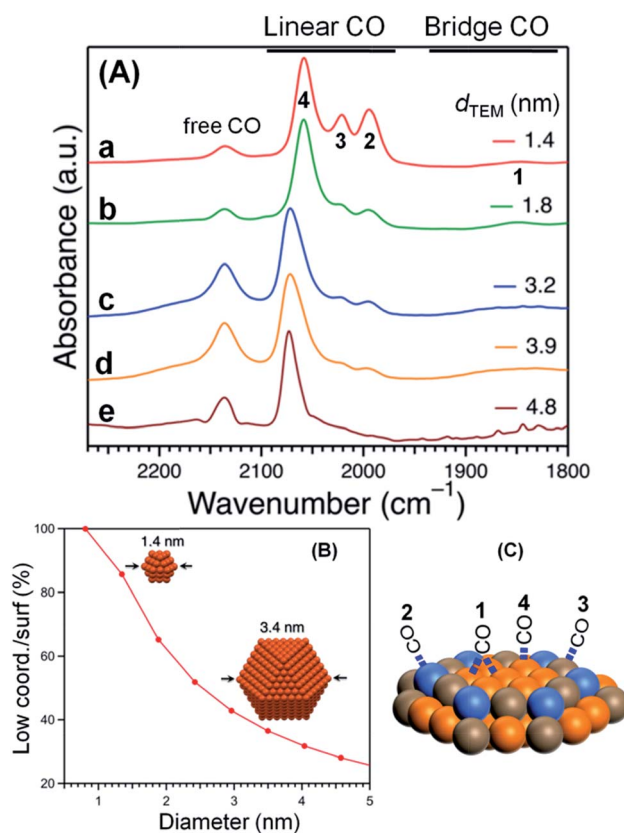 Linear CO Bridge CO
(A)
4
free CO
3 2
d_TEM (nm)
a
1.4
1
b
1.8
c
3.2
d
3.9
e
4.8
Absorbance (a.u.)
2200 2100 2000 1900 1800
Wavenumber (cm⁻¹)
100
80
60
40
20
Low coord./surf (%)
1.4 nm
(B)
3.4 nm
1 2 3 4 5
Diameter (nm)
(C)
2 1 4 3
CO CO CO CO